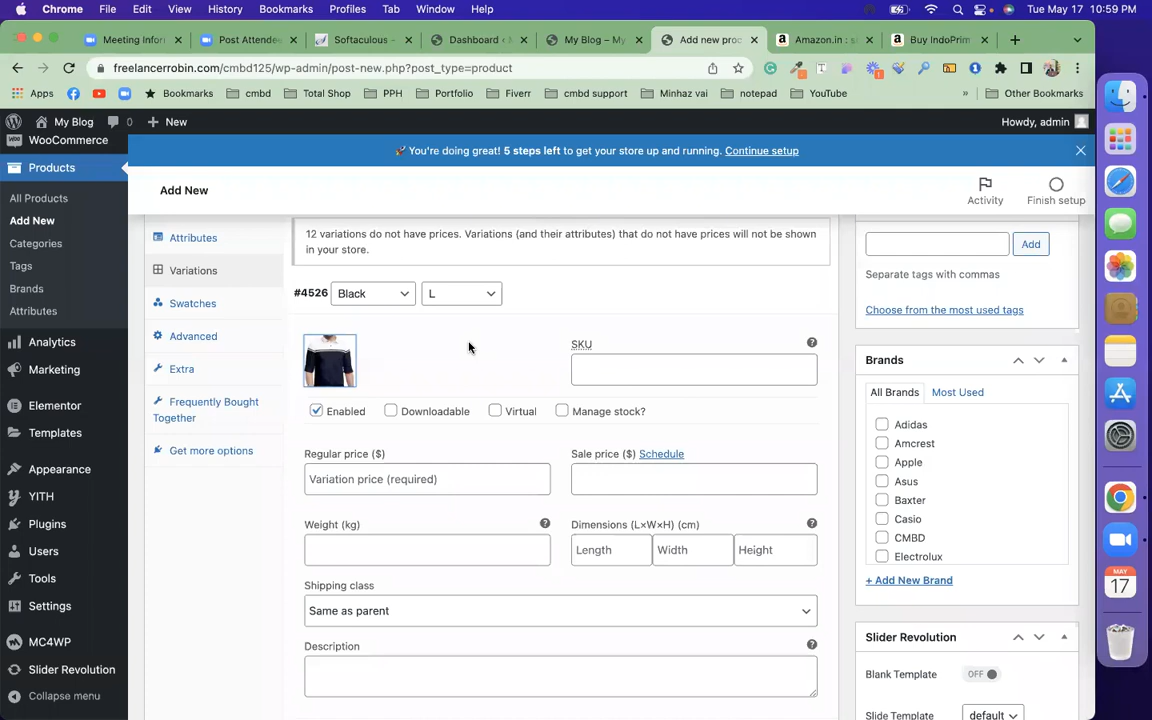 Chrome File Edit View History Bookmarks Profiles Tab Window Help Tue May 17 10:59 PM
Meeting Infor Post Attende Softaculous - Dashboard ‹ My Blog – My Add new prod Amazon.in : s Buy IndoPrim
freelancerrobin.com/cmbd125/wp-admin/post-new.php?post_type=product
Apps Bookmarks cmbd Total Shop PPH Portfolio Fiverr cmbd support Minhaz vai notepad YouTube » Other Bookmarks
My Blog 0 + New Howdy, admin
WooCommerce
You're doing great! 5 steps left to get your store up and running. Continue setup
Products
All Products
Add New
Categories
Tags
Brands
Attributes
Analytics
Marketing
Elementor
Templates
Appearance
YITH
Plugins
Users
Tools
Settings
MC4WP
Slider Revolution
Collapse menu
Add New
Activity
Finish setup
Attributes
Variations
Swatches
Advanced
Extra
Frequently Bought
Together
Get more options
12 variations do not have prices. Variations (and their attributes) that do not have prices will not be shown
in your store.
#4526 Black L
SKU
Enabled Downloadable Virtual Manage stock?
Regular price ($) Sale price ($) Schedule
Variation price (required)
Weight (kg) Dimensions (L×W×H) (cm)
Length Width Height
Shipping class
Same as parent
Description
Add
Separate tags with commas
Choose from the most used tags
Brands
All Brands Most Used
Adidas
Amcrest
Apple
Asus
Baxter
Casio
CMBD
Electrolux
+ Add New Brand
Slider Revolution
Blank Template OFF
Slide Template default
MAY
17